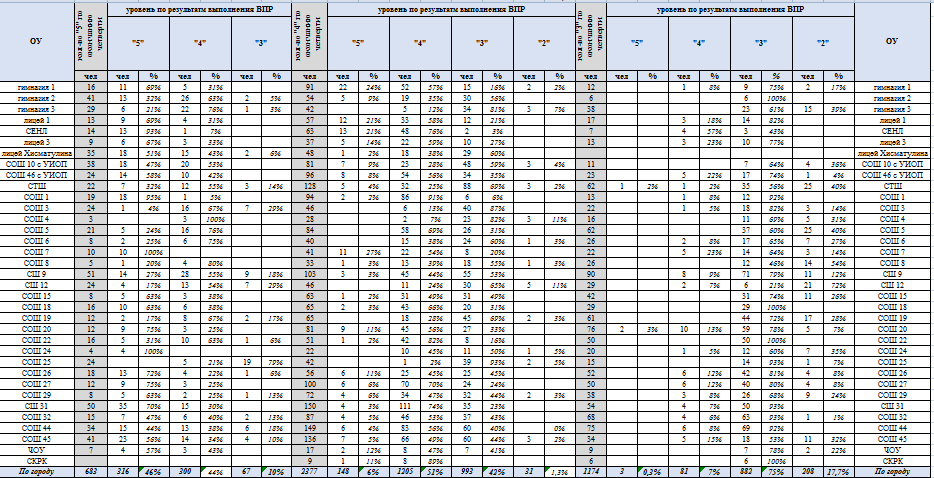 ОУ кол-во "5" по основанию четверти уровень по результатам выполнения ВПР кол-во "4" по основанию четверти уровень по результатам выполнения ВПР кол-во "3" по основанию четверти уровень по результатам выполнения ВПР ОУ
"5" "4" "3" "5" "4" "3" "2" "5" "4" "3" "2"
чел чел % чел % чел % чел чел % чел % чел % чел % чел чел % чел % чел % чел %
гимназия 1 16 11 69% 5 31% 91 22 24% 52 57% 15 16% 2 2% 12 1 8% 9 75% 2 17% гимназия 1
гимназия 2 41 13 32% 26 63% 2 5% 54 5 9% 19 35% 30 56% 6 6 100% гимназия 2
гимназия 3 29 6 21% 22 76% 1 3% 42 5 12% 34 81% 3 7% 38 23 61% 15 39% гимназия 3
лицей 1 13 9 69% 4 31% 57 12 21% 33 58% 12 21% 17 3 18% 14 82% лицей 1
СЕНЛ 14 13 93% 1 7% 63 13 21% 48 76% 2 3% 7 4 57% 3 43% СЕНЛ
лицей 3 9 6 67% 3 33% 37 5 14% 22 59% 10 27% 13 3 23% 10 77% лицей 3
лицей Хисматулина 35 18 51% 15 43% 2 6% 48 1 2% 18 38% 29 60% лицей Хисматулина
СОШ 10 с УИОП 38 18 47% 20 53% 81 7 9% 23 28% 48 59% 3 4% 11 7 64% 4 36% СОШ 10 с УИОП
СОШ 46 с УИОП 24 14 58% 10 42% 96 8 8% 54 56% 34 35% 23 5 22% 17 74% 1 4% СОШ 46 с УИОП
СТШ 22 7 32% 12 55% 3 14% 128 5 4% 32 25% 88 69% 3 2% 62 1 2% 1 2% 35 56% 25 40% СТШ
СОШ 1 19 18 95% 1 5% 94 2 2% 86 91% 6 6% 13 1 8% 12 92% СОШ 1
СОШ 3 24 1 4% 16 67% 7 29% 46 6 13% 40 87% 22 1 5% 18 82% 3 14% СОШ 3
СОШ 4 3 3 100% 28 2 7% 23 82% 3 11% 16 11 69% 5 31% СОШ 4
СОШ 5 21 5 24% 16 76% 84 58 69% 26 31% 62 37 60% 25 40% СОШ 5
СОШ 6 8 2 25% 6 75% 40 15 38% 24 60% 1 3% 26 2 8% 17 65% 7 27% СОШ 6
СОШ 7 10 10 100% 41 11 27% 22 54% 8 20% 22 5 23% 14 64% 3 14% СОШ 7
СОШ 8 5 1 20% 4 80% 33 1 3% 13 39% 18 55% 1 3% 26 12 46% 14 54% СОШ 8
СШ 9 51 14 27% 28 55% 9 18% 103 3 3% 45 44% 55 53% 90 8 9% 71 79% 11 12% СШ 9
СШ 12 24 4 17% 13 54% 7 29% 46 11 24% 30 65% 5 11% 29 2 7% 6 21% 21 72% СШ 12
СОШ 15 8 5 63% 3 38% 63 1 2% 31 49% 31 49% 42 31 74% 11 26% СОШ 15
СОШ 18 16 10 63% 6 38% 65 2 3% 43 66% 20 31% 29 29 100% СОШ 18
СОШ 19 12 2 17% 8 67% 2 17% 65 18 28% 45 69% 2 3% 61 44 72% 17 28% СОШ 19
СОШ 20 12 9 75% 3 25% 81 9 11% 45 56% 27 33% 76 2 3% 10 13% 59 78% 5 7% СОШ 20
СОШ 22 16 5 31% 10 63% 1 6% 51 1 2% 42 82% 8 16% 50 50 100% СОШ 22
СОШ 24 4 4 100% 22 10 45% 11 50% 1 5% 20 1 5% 12 60% 7 35% СОШ 24
СОШ 25 24 5 21% 19 79% 42 1 2% 39 93% 2 5% 15 14 93% 1 7% СОШ 25
СОШ 26 18 13 72% 4 22% 1 6% 56 6 11% 25 45% 25 45% 52 6 12% 42 81% 4 8% СОШ 26
СОШ 27 12 9 75% 3 25% 100 6 6% 70 70% 24 24% 50 6 12% 40 80% 4 8% СОШ 27
СОШ 29 8 5 63% 2 25% 1 13% 72 4 6% 34 47% 32 44% 2 3% 38 3 8% 26 68% 9 24% СОШ 29
СШ 31 50 35 70% 15 30% 150 4 3% 111 74% 35 23% 54 4 7% 50 93% СШ 31
СОШ 32 15 7 47% 6 40% 2 13% 87 4 5% 46 53% 37 43% 68 4 6% 63 93% 1 1% СОШ 32
СОШ 44 34 15 44% 13 38% 6 18% 149 6 4% 83 56% 60 40% 0% 75 6 8% 69 92% СОШ 44
СОШ 45 41 23 56% 14 34% 4 10% 136 7 5% 66 49% 60 44% 3 2% 34 5 15% 18 53% 11 32% СОШ 45
ЧОУ 7 4 57% 3 43% 17 2 12% 8 47% 7 41% 9 7 78% 2 22% ЧОУ
СКРК 9 1 11% 8 89% 6 6 100% СКРК
По городу 683 316 46% 300 44% 67 10% 2377 148 6% 1205 51% 993 42% 31 1,3% 1174 3 0,3% 81 7% 882 75% 208 17,7% По городу